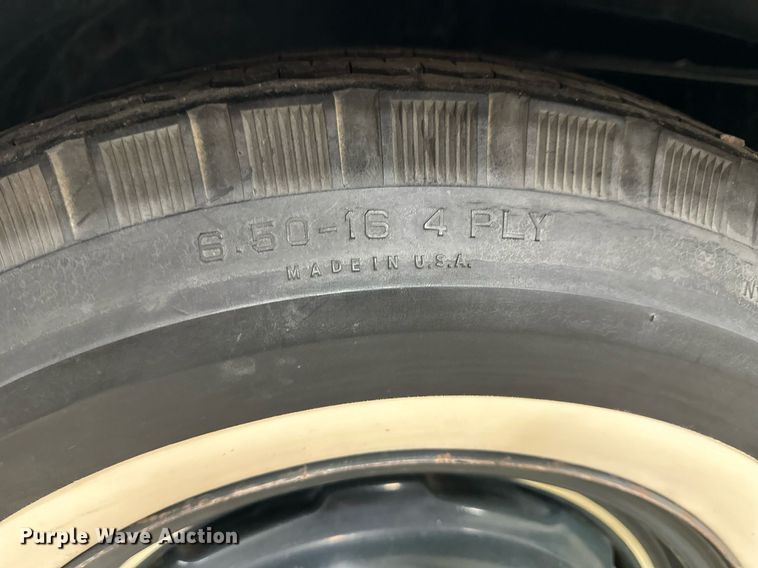 6.50-16 4 PLY
MADE IN U.S.A.
N
Purple Wave Auction